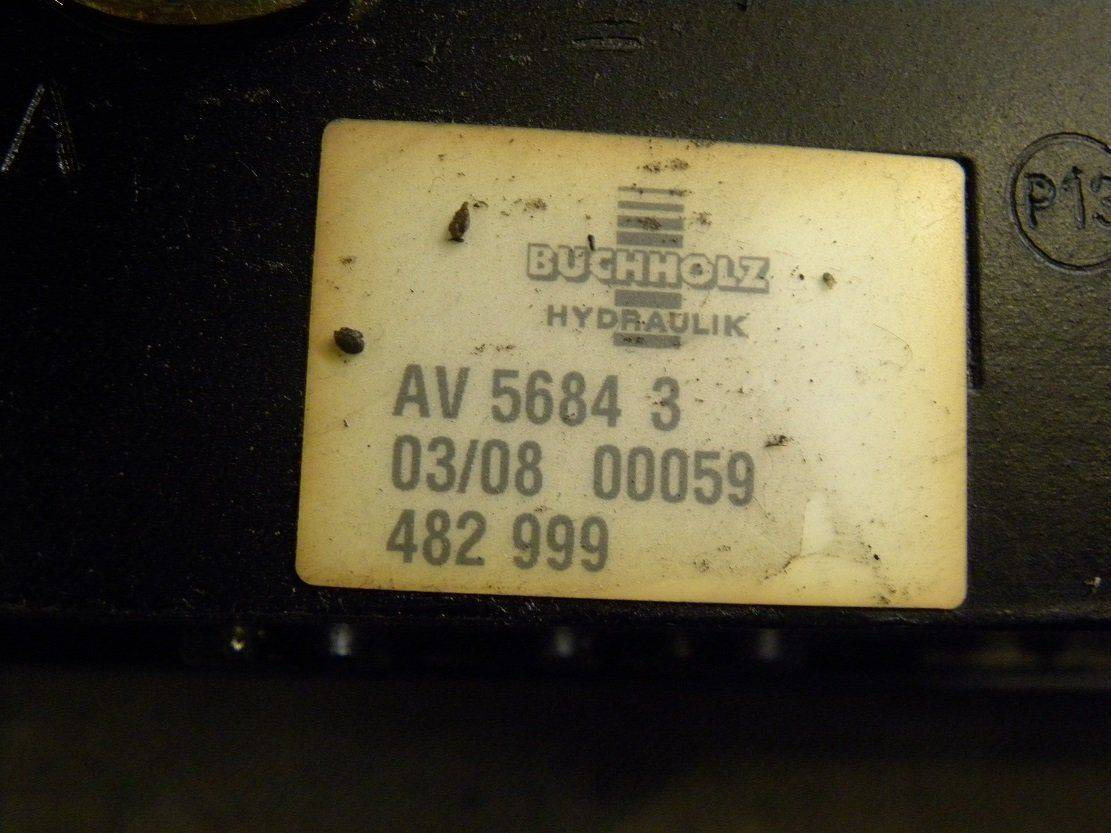 BUCHHOLZ
HYDRAULIK
AV 5684 3
03/08 00059
482 999
P13